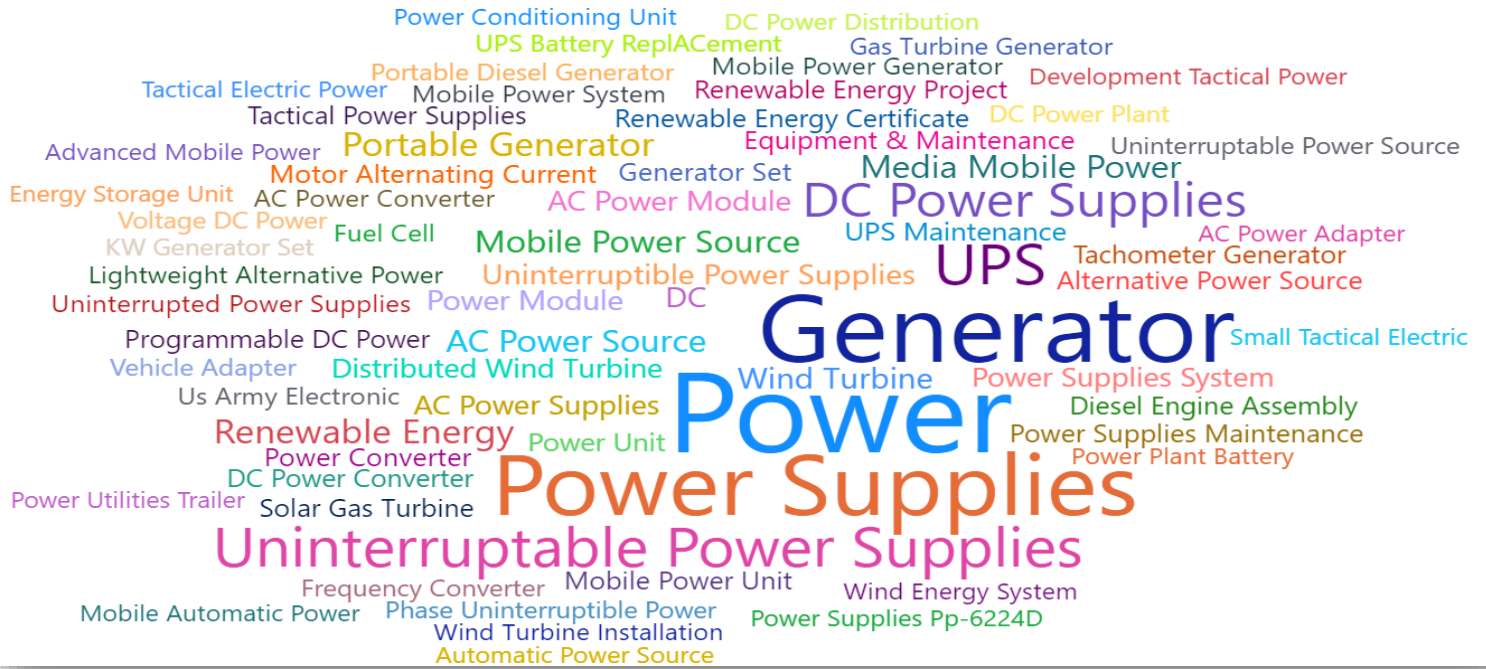 Power Conditioning Unit
DC Power Distribution
UPS Battery ReplACement
Gas Turbine Generator
Portable Diesel Generator
Mobile Power Generator
Development Tactical Power
Tactical Electric Power
Mobile Power System
Renewable Energy Project
Tactical Power Supplies
Renewable Energy Certificate
DC Power Plant
Advanced Mobile Power
Portable Generator
Equipment & Maintenance
Uninterruptable Power Source
Motor Alternating Current
Generator Set
Media Mobile Power
Energy Storage Unit
AC Power Converter
AC Power Module
DC Power Supplies
Voltage DC Power
Fuel Cell
Mobile Power Source
UPS Maintenance
AC Power Adapter
KW Generator Set
UPS
Tachometer Generator
Lightweight Alternative Power
Uninterruptible Power Supplies
Alternative Power Source
Uninterrupted Power Supplies
Power Module
DC
Generator
Programmable DC Power
AC Power Source
Small Tactical Electric
Vehicle Adapter
Distributed Wind Turbine
Wind Turbine
Power Supplies System
Us Army Electronic
AC Power Supplies
Power
Diesel Engine Assembly
Renewable Energy
Power Unit
Power Supplies Maintenance
Power Converter
Power Plant Battery
DC Power Converter
Power Supplies
Power Utilities Trailer
Solar Gas Turbine
Uninterruptable Power Supplies
Frequency Converter
Mobile Power Unit
Wind Energy System
Mobile Automatic Power
Phase Uninterruptible Power
Power Supplies Pp-6224D
Wind Turbine Installation
Automatic Power Source